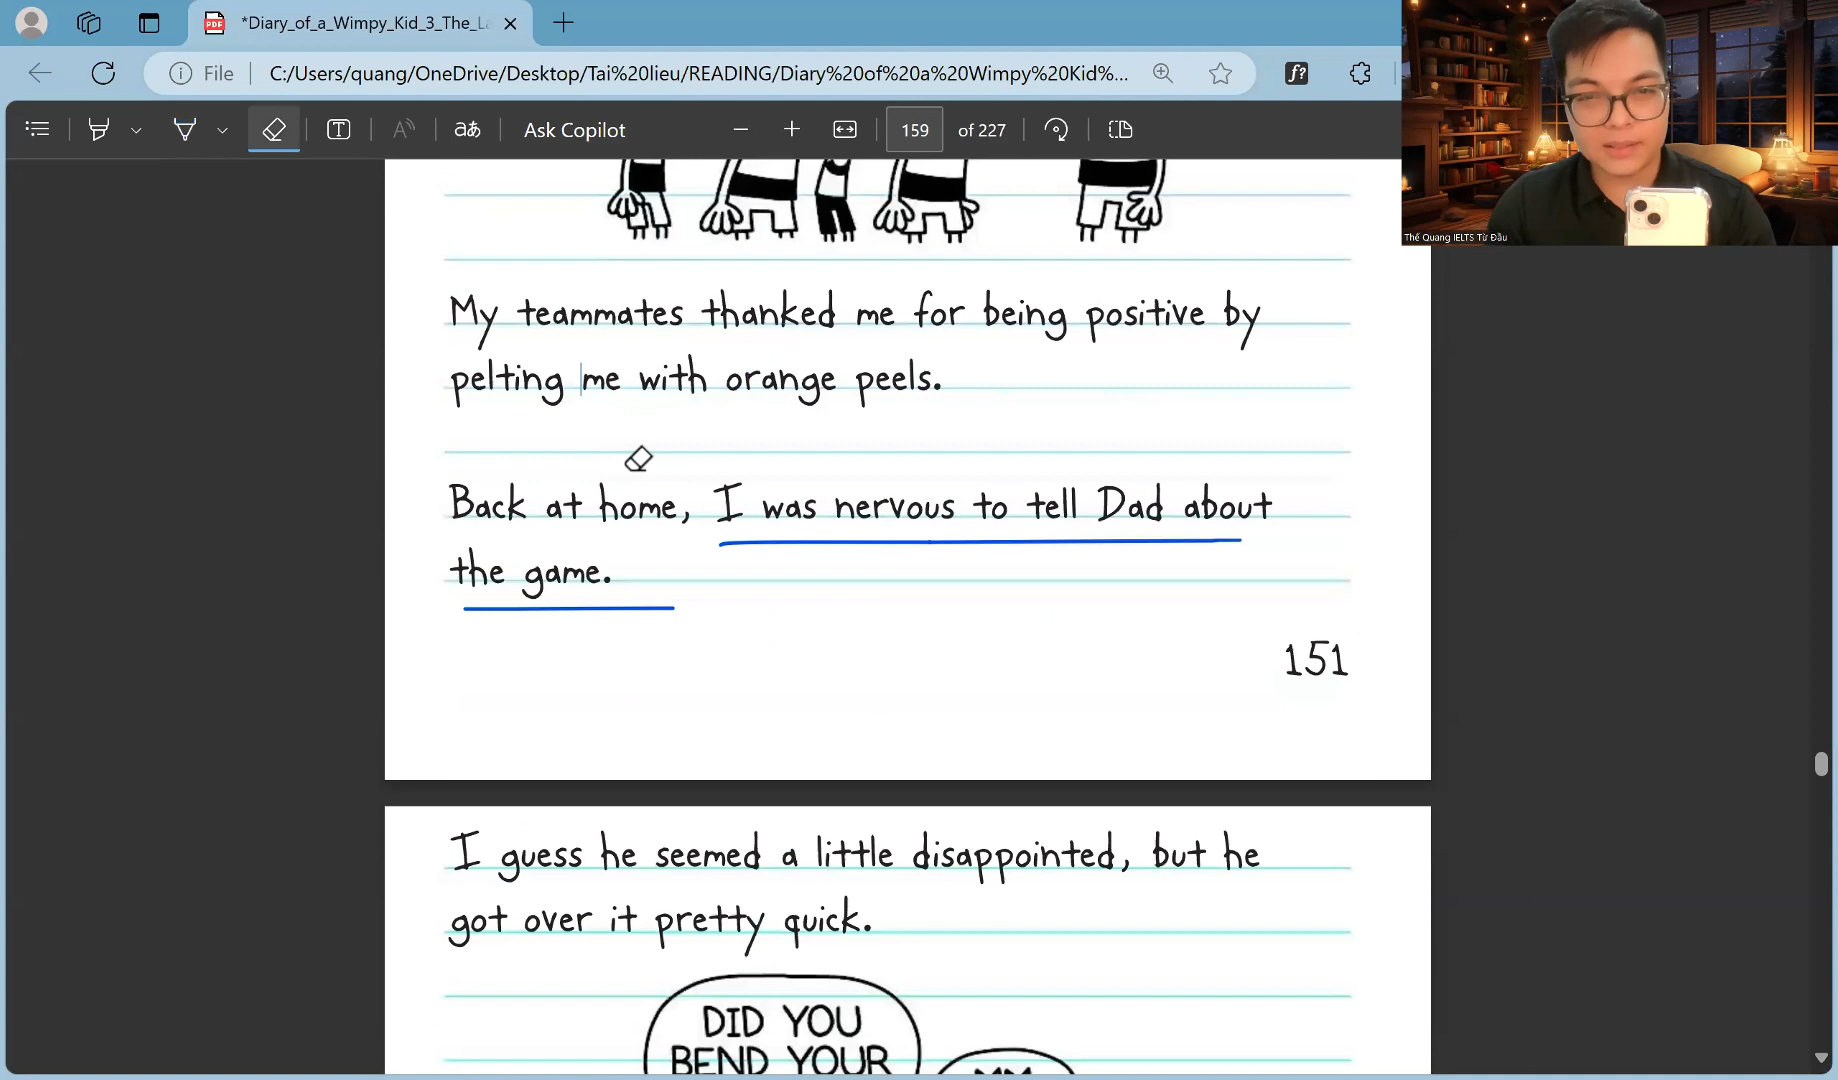 *Diary_of_a_Wimpy_Kid_3_The_La
File
C:/Users/quang/OneDrive/Desktop/Tai%20lieu/READING/Diary%20of%20a%20Wimpy%20Kid%...
Ask Copilot
159 of 227
Thế Quang IELTS Từ Đầu
My teammates thanked me for being positive by
pelting me with orange peels.
Back at home, I was nervous to tell Dad about
the game.
151
I guess he seemed a little disappointed, but he
got over it pretty quick.
DID YOU
BEND YOUR
MM